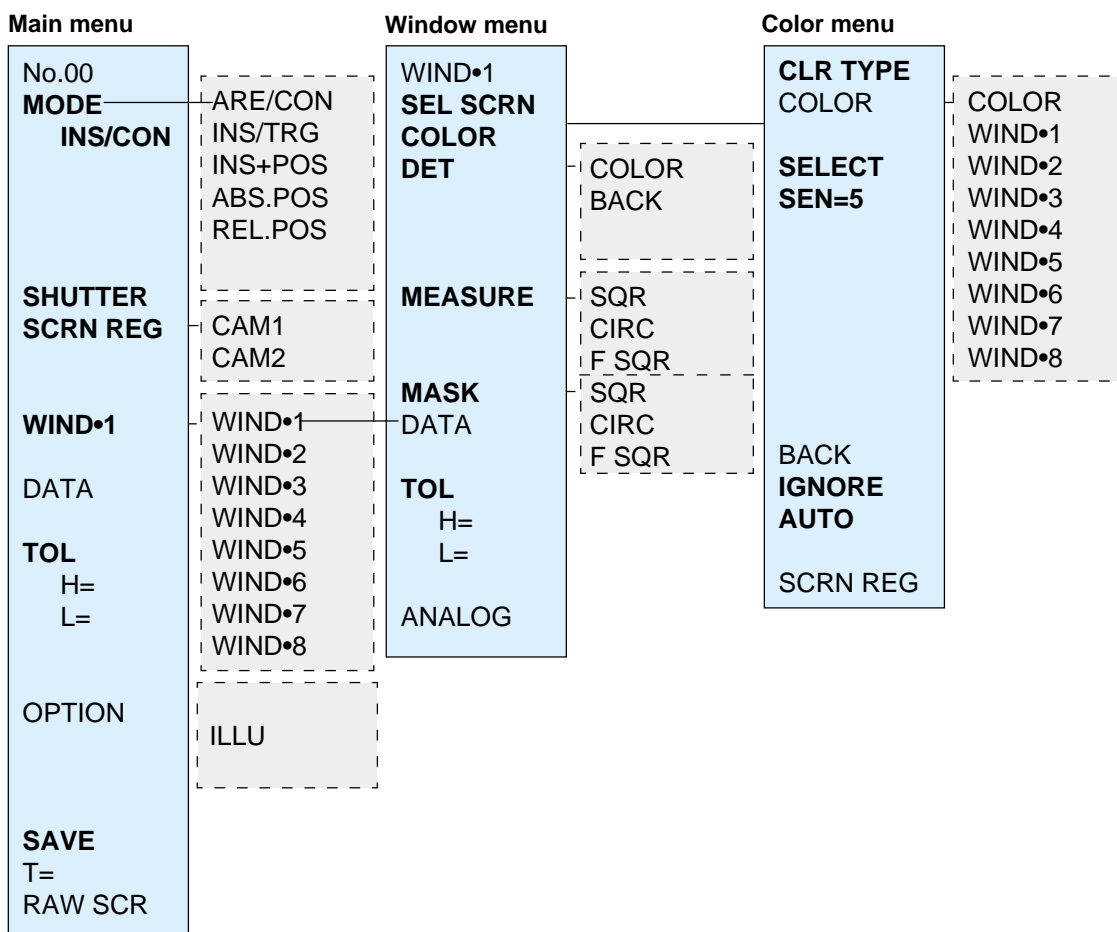 Main menu
No.00
MODE
INS/CON
SHUTTER
SCRN REG
WIND•1
DATA
TOL
H=
L=
OPTION
SAVE
T=
RAW SCR
ARE/CON
INS/TRG
INS+POS
ABS.POS
REL.POS
CAM1
CAM2
WIND•1
WIND•2
WIND•3
WIND•4
WIND•5
WIND•6
WIND•7
WIND•8
ILLU
Window menu
WIND•1
SEL SCRN
COLOR
DET
MEASURE
MASK
DATA
TOL
H=
L=
ANALOG
COLOR
BACK
SQR
CIRC
F SQR
SQR
CIRC
F SQR
Color menu
CLR TYPE
COLOR
SELECT
SEN=5
BACK
IGNORE
AUTO
SCRN REG
COLOR
WIND•1
WIND•2
WIND•3
WIND•4
WIND•5
WIND•6
WIND•7
WIND•8